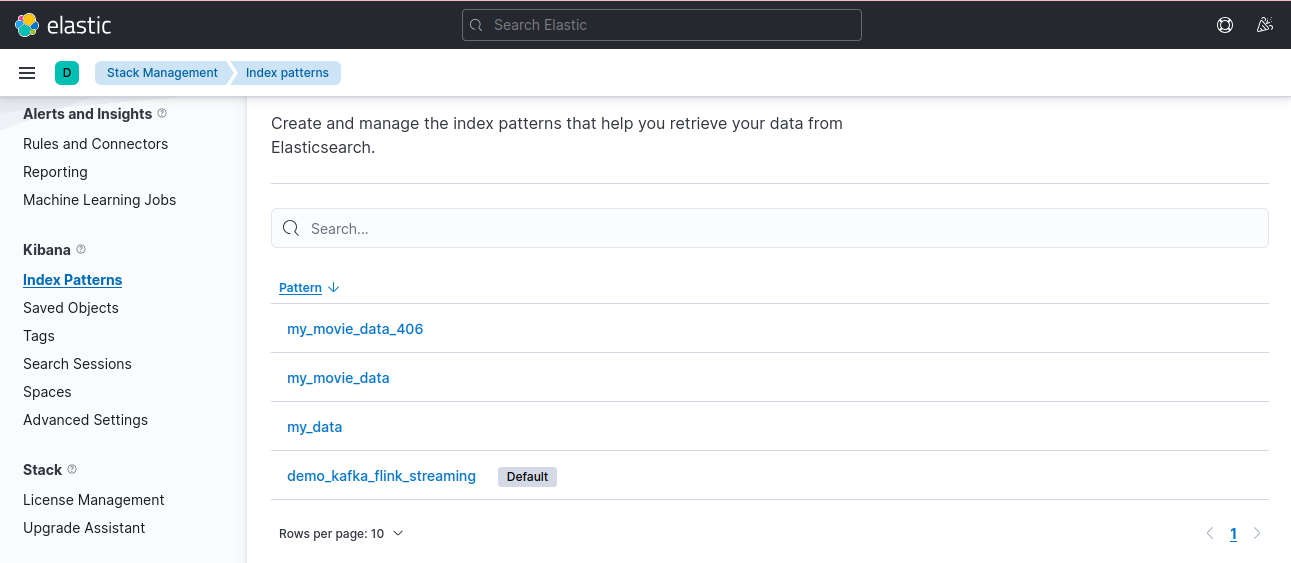 elastic
Search Elastic
D
Stack Management
Index patterns
Alerts and Insights
Rules and Connectors
Reporting
Machine Learning Jobs
Kibana
Index Patterns
Saved Objects
Tags
Search Sessions
Spaces
Advanced Settings
Stack
License Management
Upgrade Assistant
Create and manage the index patterns that help you retrieve your data from
Elasticsearch.
Search...
Pattern
my_movie_data_406
my_movie_data
my_data
demo_kafka_flink_streaming Default
Rows per page: 10
1